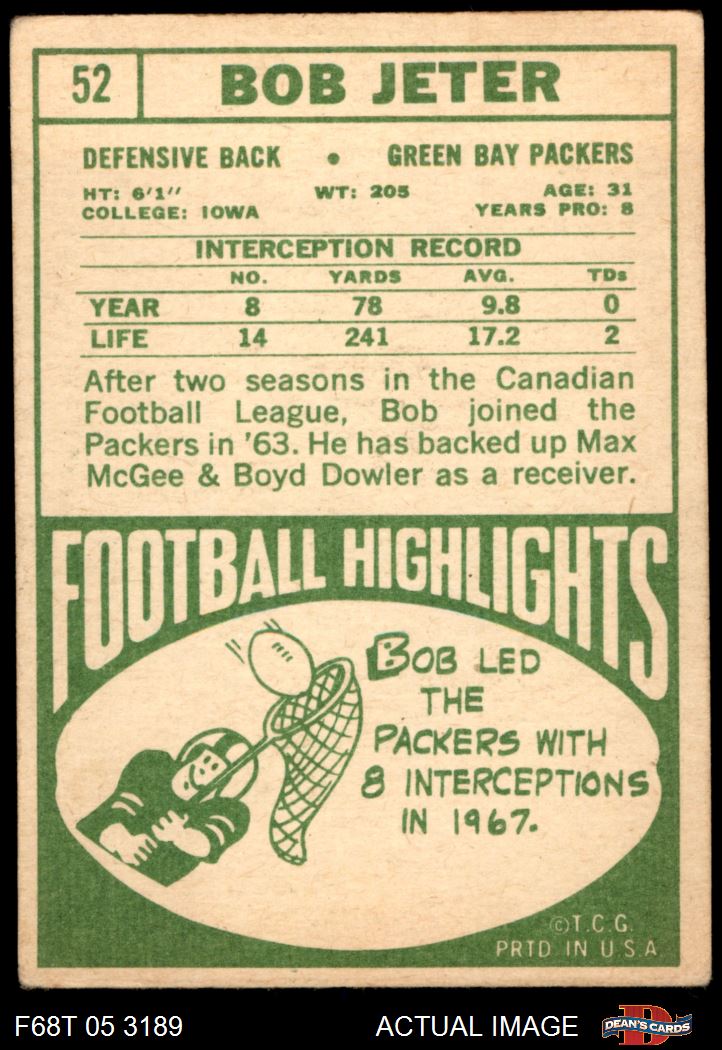 52 BOB JETER
DEFENSIVE BACK • GREEN BAY PACKERS
HT: 6'1" WT: 205 AGE: 31
COLLEGE: IOWA YEARS PRO: 8
INTERCEPTION RECORD
NO. YARDS AVG. TDs
YEAR 8 78 9.8 0
LIFE 14 241 17.2 2
After two seasons in the Canadian
Football League, Bob joined the
Packers in '63. He has backed up Max
McGee & Boyd Dowler as a receiver.
FOOTBALL HIGHLIGHTS
BOB LED
THE
PACKERS WITH
8 INTERCEPTIONS
IN 1967.
©T.C.G.
PRTD IN U.S.A
F68T 05 3189 ACTUAL IMAGE D DEAN'S CARDS